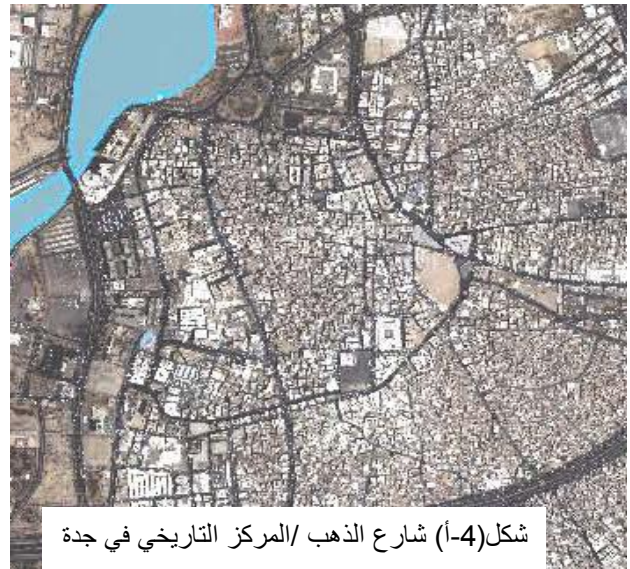 شكل(4-أ) شارع الذهب /المركز التاريخي في جدة